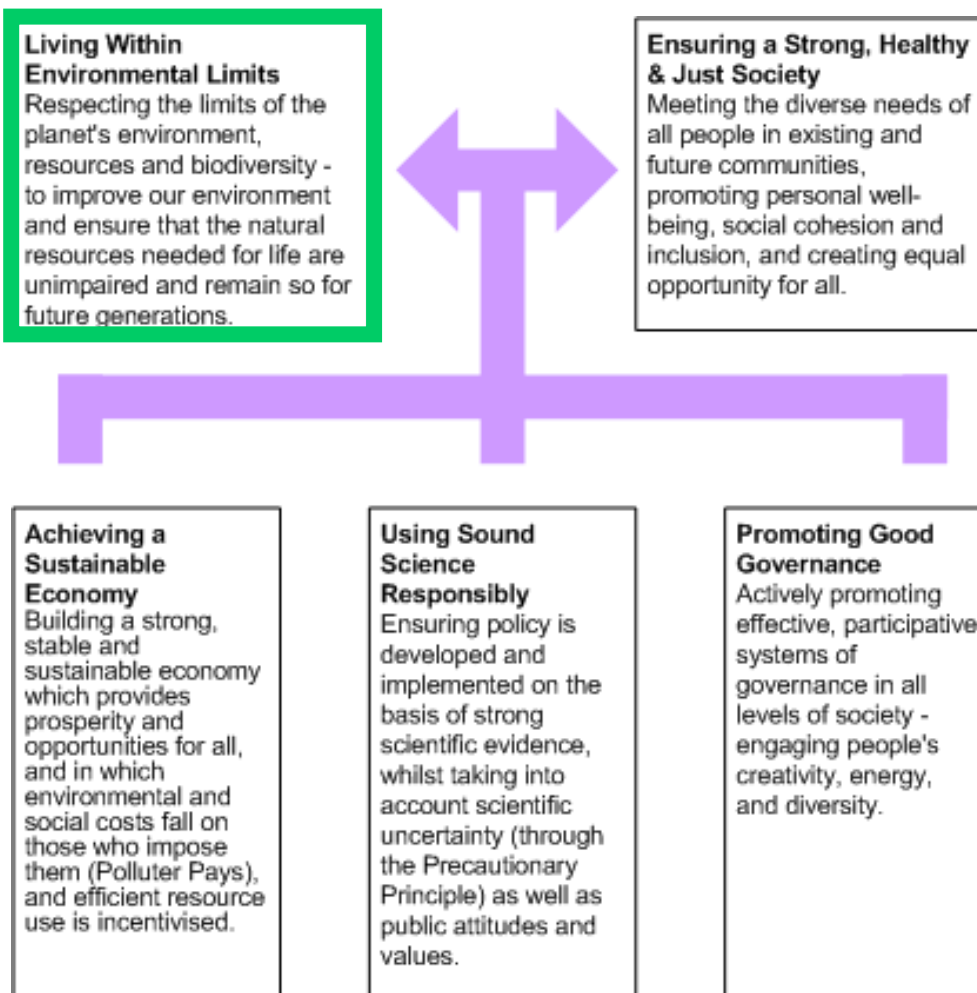 Living Within
Environmental Limits
Respecting the limits of the
planet's environment,
resources and biodiversity -
to improve our environment
and ensure that the natural
resources needed for life are
unimpaired and remain so for
future generations.
Ensuring a Strong, Healthy
& Just Society
Meeting the diverse needs of
all people in existing and
future communities,
promoting personal well-
being, social cohesion and
inclusion, and creating equal
opportunity for all.
Achieving a
Sustainable
Economy
Building a strong,
stable and
sustainable economy
which provides
prosperity and
opportunities for all,
and in which
environmental and
social costs fall on
those who impose
them (Polluter Pays),
and efficient resource
use is incentivised.
Using Sound
Science
Responsibly
Ensuring policy is
developed and
implemented on the
basis of strong
scientific evidence,
whilst taking into
account scientific
uncertainty (through
the Precautionary
Principle) as well as
public attitudes and
values.
Promoting Good
Governance
Actively promoting
effective, participative
systems of
governance in all
levels of society -
engaging people's
creativity, energy,
and diversity.